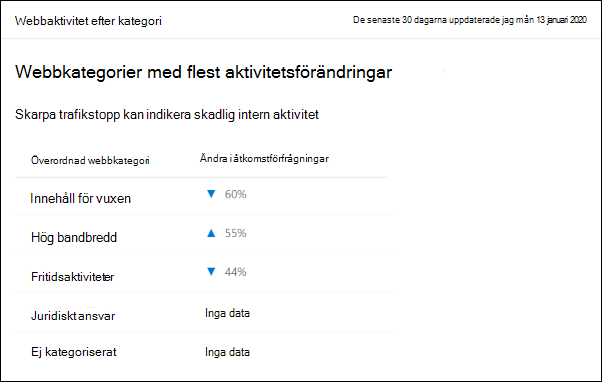 Webbaktivitet efter kategori
De senaste 30 dagarna uppdaterade jag mån 13 januari 2020
Webbkategorier med flest aktivitetsförändringar
Skarpa trafikstopp kan indikera skadlig intern aktivitet
Överordnad webbkategori Ändra i åtkomstförfrågningar
Innehåll för vuxen ▼ 60%
Hög bandbredd ▲ 55%
Fritidsaktiviteter ▼ 44%
Juridiskt ansvar Inga data
Ej kategoriserat Inga data